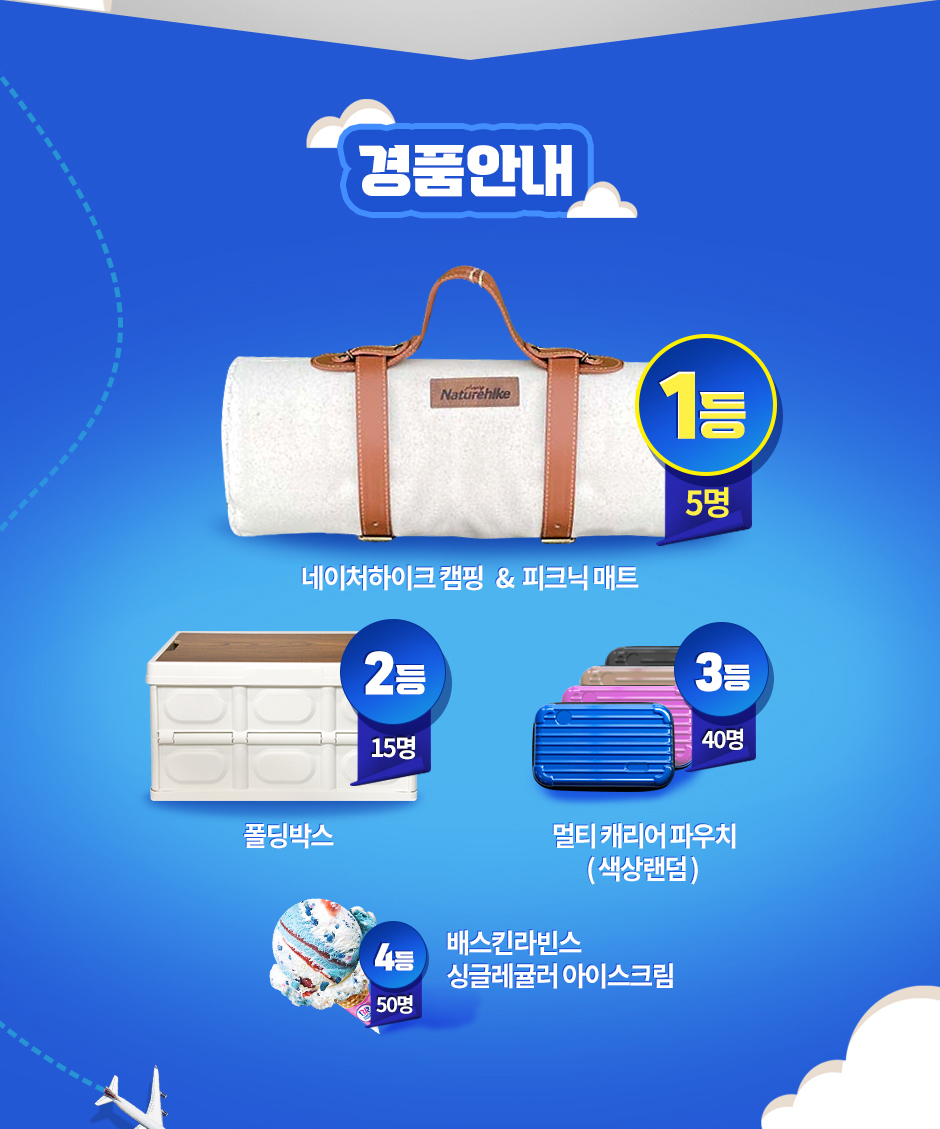 경품안내
Naturehike
1등
5명
네이처하이크 캠핑 & 피크닉 매트
2등
15명
폴딩박스
3등
40명
멀티 캐리어 파우치
( 색상랜덤 )
4등
50명
배스킨라빈스
싱글레귤러 아이스크림